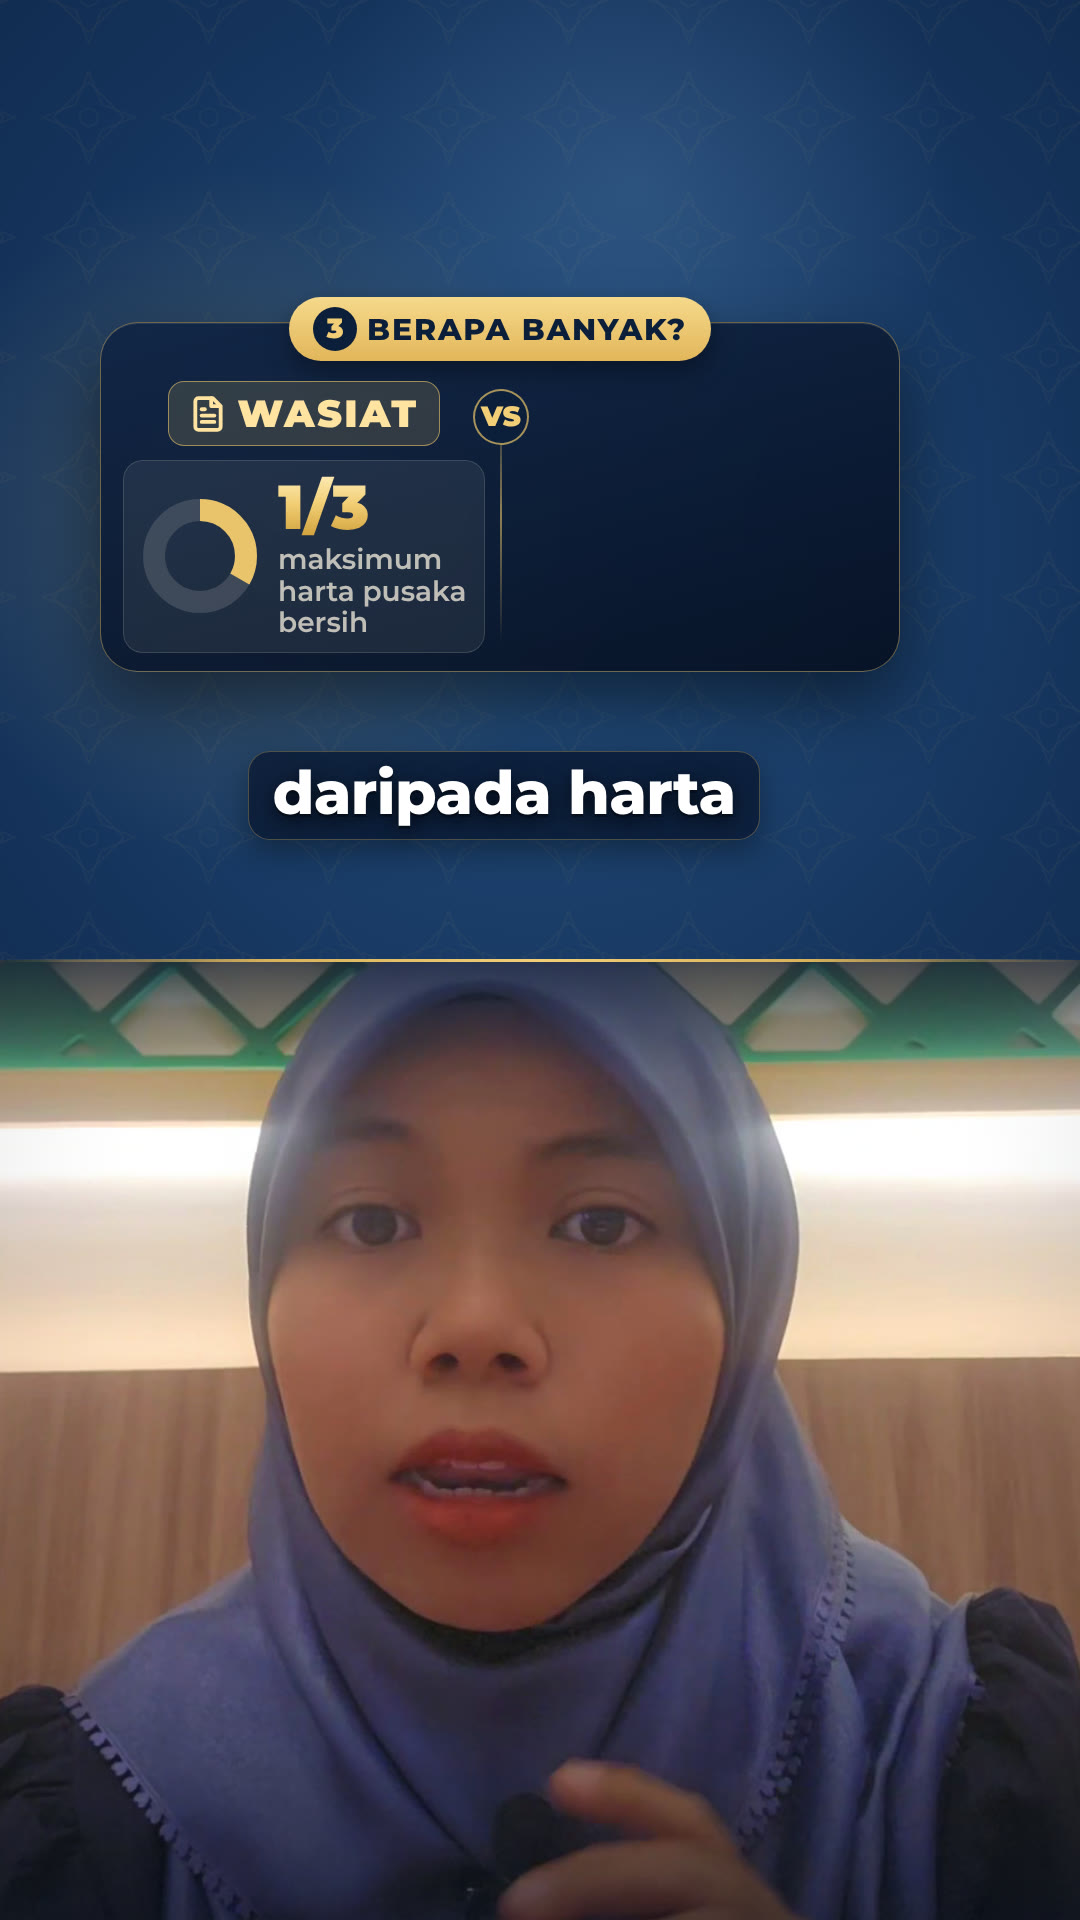 3 BERAPA BANYAK?
WASIAT
VS
1/3
maksimum
harta pusaka
bersih
daripada harta